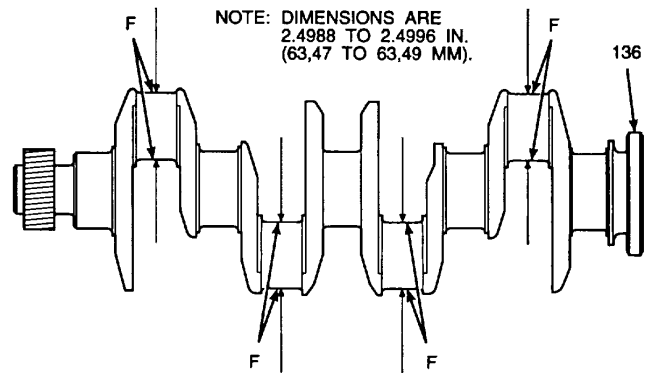 NOTE: DIMENSIONS ARE
2.4988 TO 2.4996 IN.
(63,47 TO 63,49 MM).
F
F
136
F
F